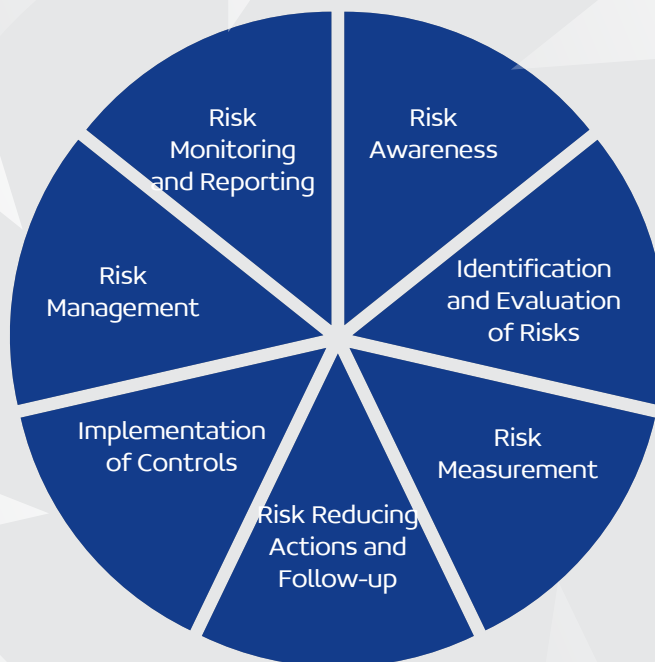 Risk
Awareness
Identification
and Evaluation
of Risks
Risk
Measurement
Risk Reducing
Actions and
Follow-up
Implementation
of Controls
Risk
Management
Risk
Monitoring
and Reporting